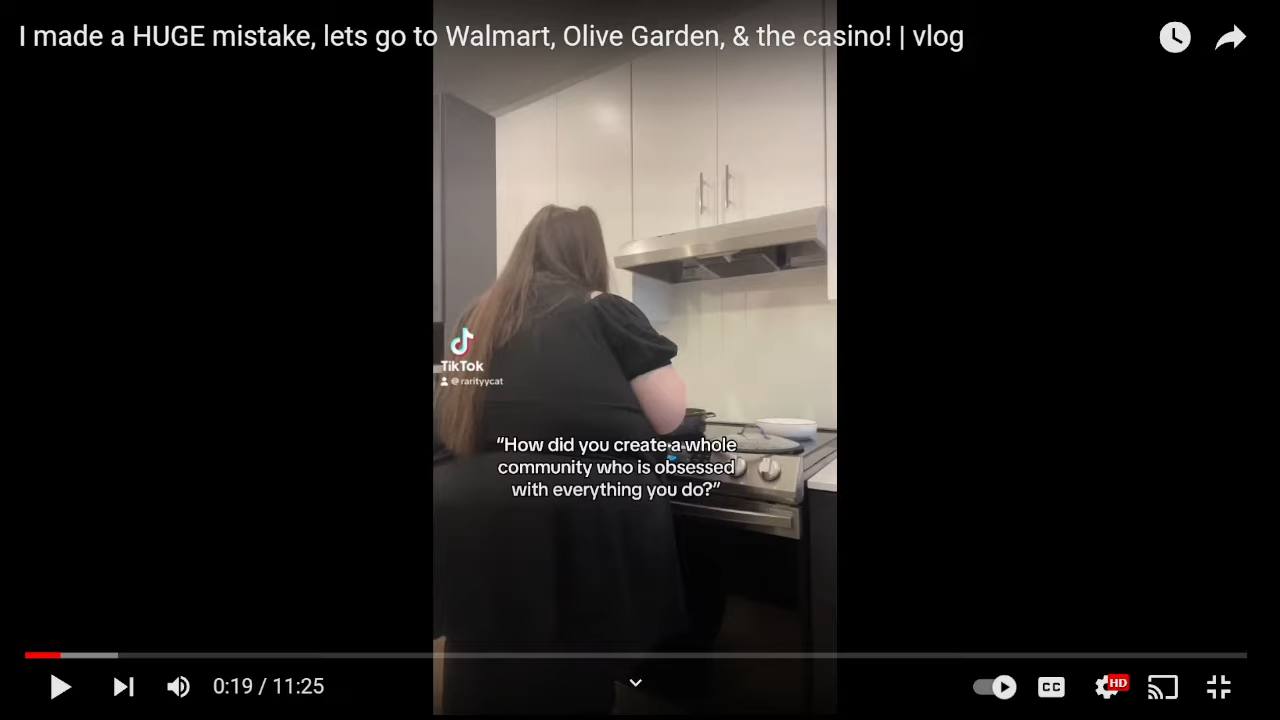 I made a HUGE mistake, lets go to Walmart, Olive Garden, & the casino! | vlog
TikTok
@rarityycat
“How did you create a whole
community who is obsessed
with everything you do?”
0:19 / 11:25
CC
HD